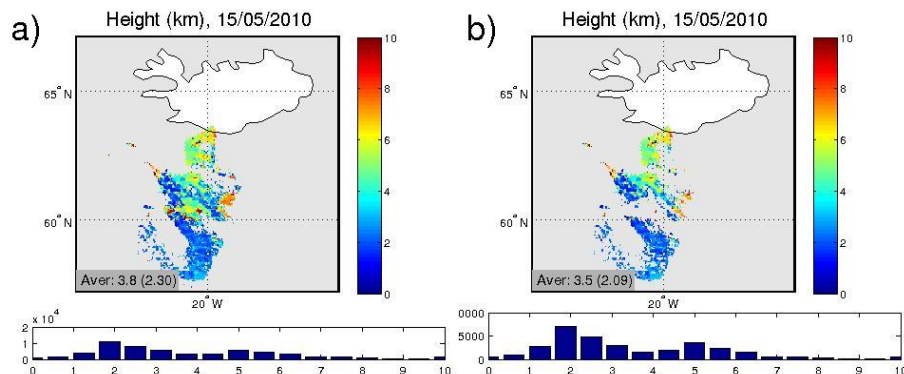 a)
Height (km), 15/05/2010
65° N
60° N
20° W
Aver: 3.8 (2.30)
10
8
6
4
2
0
x 10⁴
2
1
0
0 1 2 3 4 5 6 7 8 9 10
b)
Height (km), 15/05/2010
65° N
60° N
20° W
Aver: 3.5 (2.09)
10
8
6
4
2
0
0000
5000
0
0 1 2 3 4 5 6 7 8 9 10